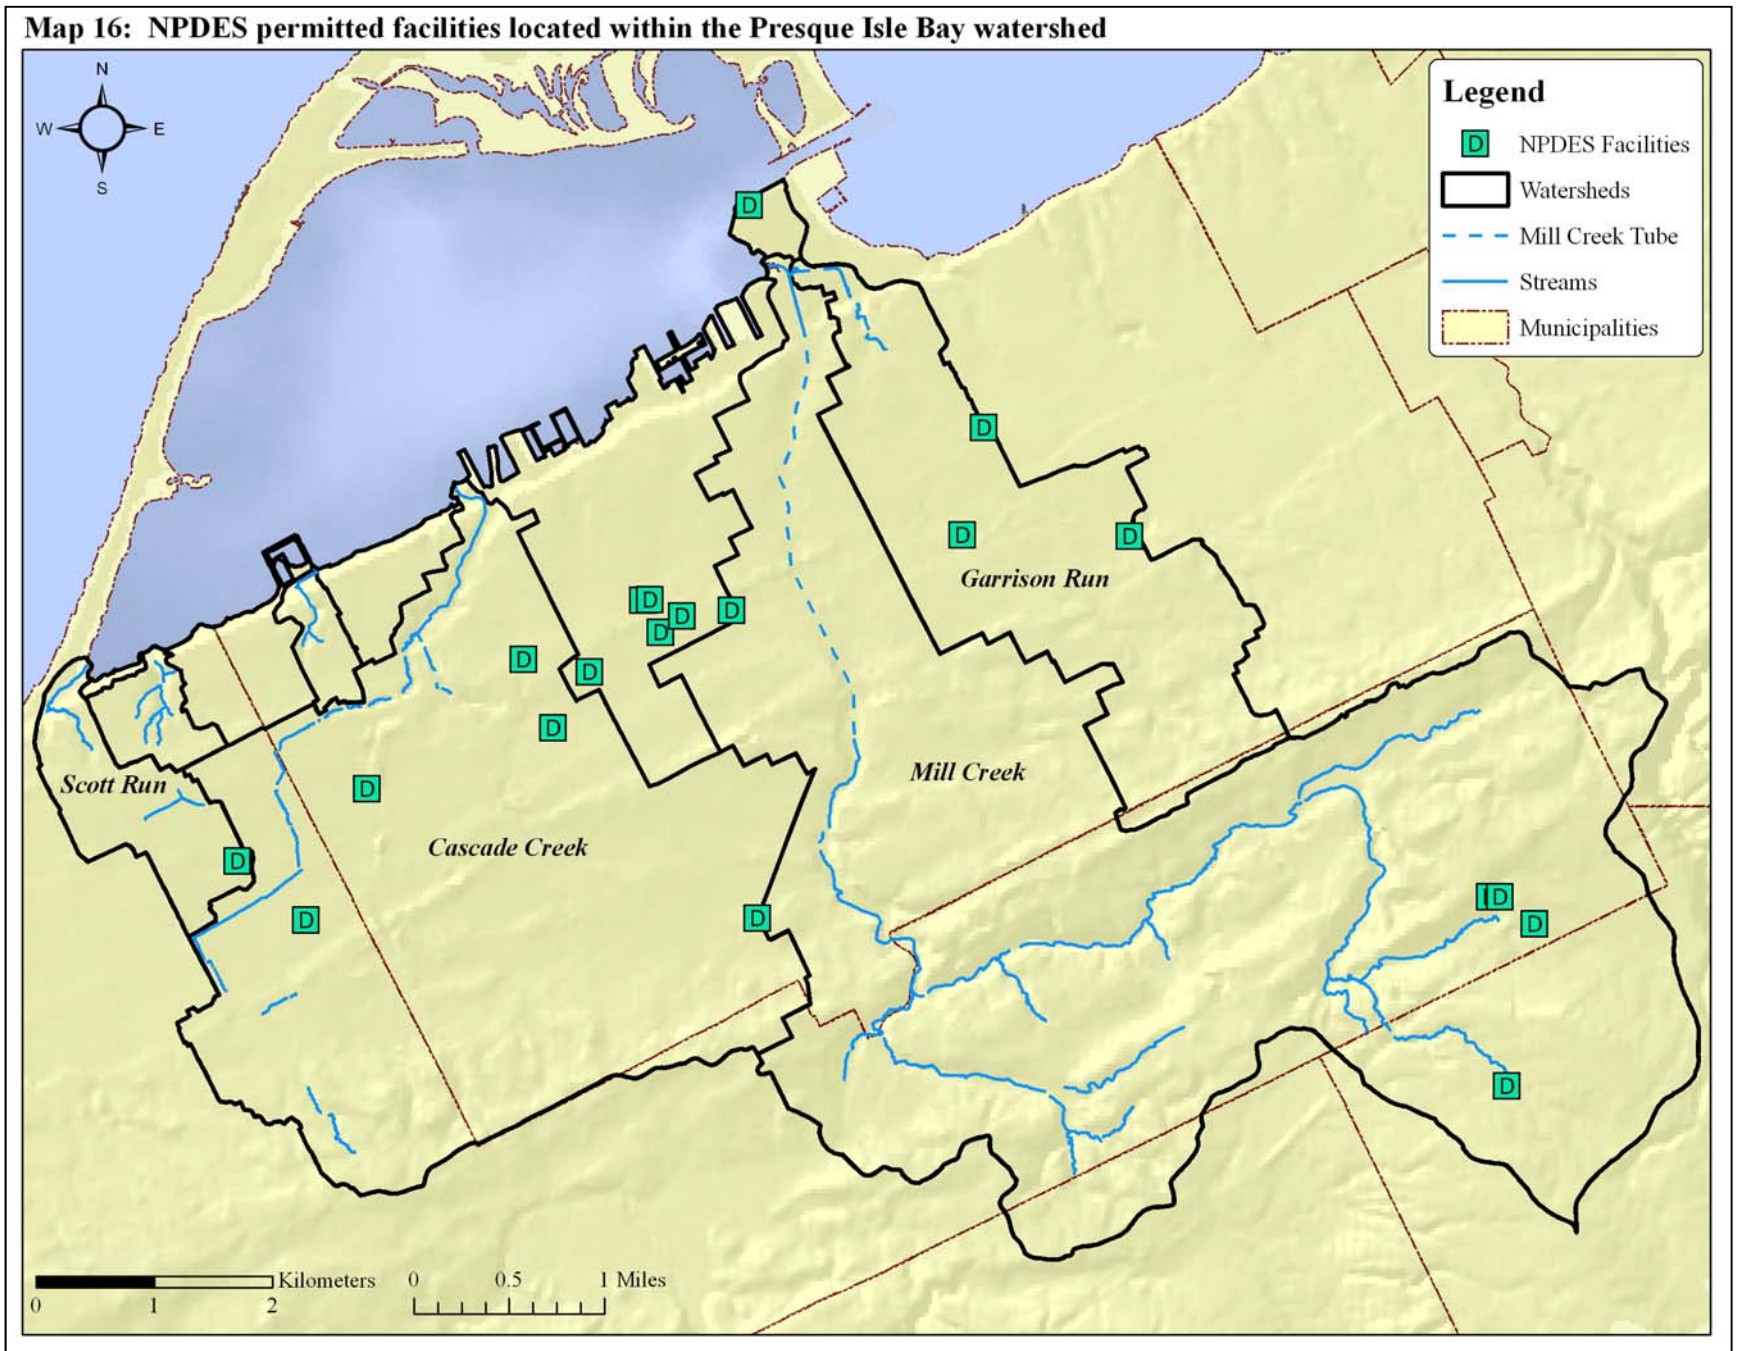 Map 16: NPDES permitted facilities located within the Presque Isle Bay watershed
N
W E
S
Legend
D NPDES Facilities
Watersheds
Mill Creek Tube
Streams
Municipalities
D
D
D
D
Garrison Run
D
D
D
D
D
D
D
D
Scott Run
Mill Creek
D
Cascade Creek
D
D
D
D
D
D
Kilometers
0 1 2
0 0.5 1 Miles